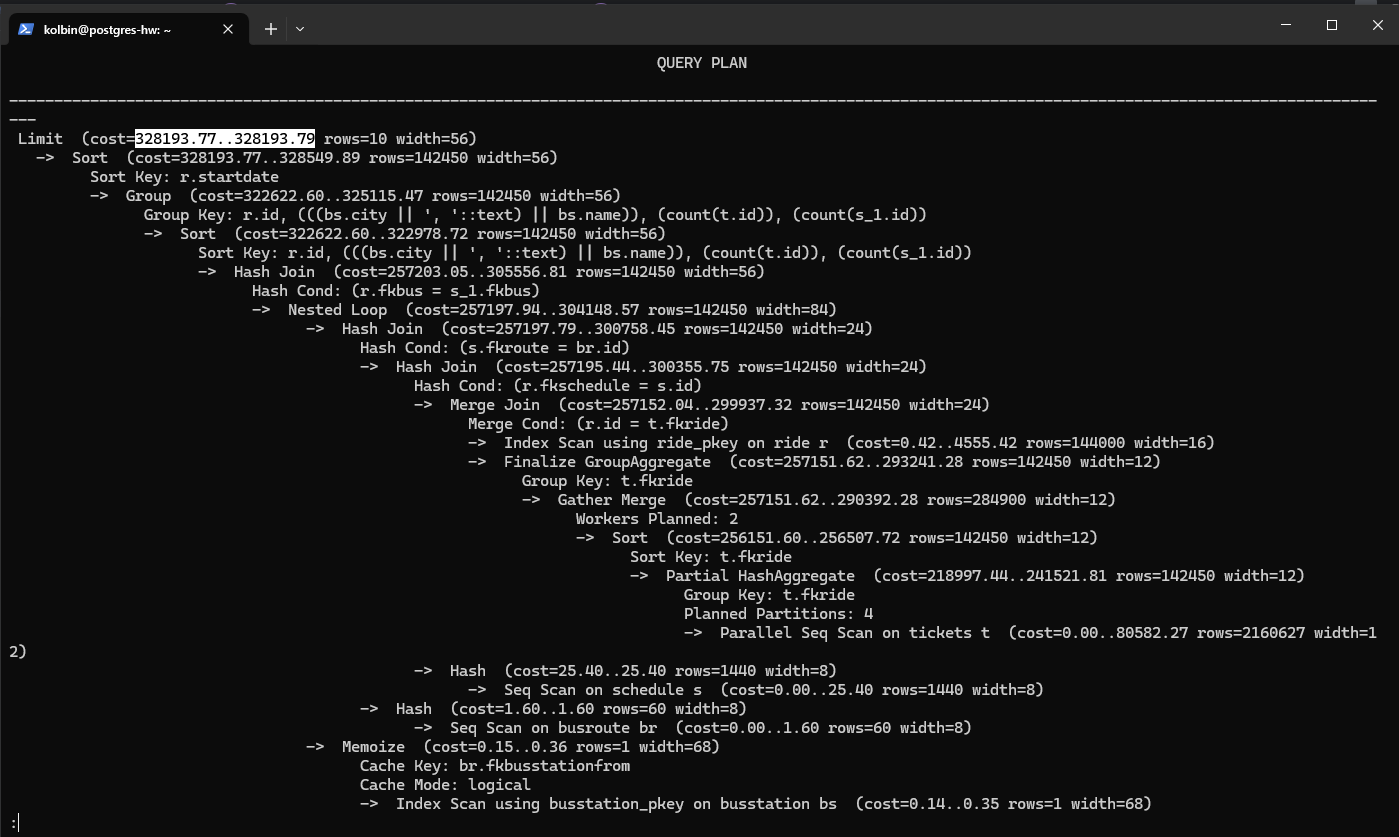 kolbin@postgres-hw: ~
QUERY PLAN
--------------------------------------------------------------------------------------------------------------------------------------------------------
---
Limit  (cost=328193.77..328193.79 rows=10 width=56)
->  Sort  (cost=328193.77..328549.89 rows=142450 width=56)
Sort Key: r.startdate
->  Group  (cost=322622.60..325115.47 rows=142450 width=56)
Group Key: r.id, (((bs.city || ', '::text) || bs.name)), (count(t.id)), (count(s_1.id))
->  Sort  (cost=322622.60..322978.72 rows=142450 width=56)
Sort Key: r.id, (((bs.city || ', '::text) || bs.name)), (count(t.id)), (count(s_1.id))
->  Hash Join  (cost=257203.05..305556.81 rows=142450 width=56)
Hash Cond: (r.fkbus = s_1.fkbus)
->  Nested Loop  (cost=257197.94..304148.57 rows=142450 width=84)
->  Hash Join  (cost=257197.79..300758.45 rows=142450 width=24)
Hash Cond: (s.fkroute = br.id)
->  Hash Join  (cost=257195.44..300355.75 rows=142450 width=24)
Hash Cond: (r.fkschedule = s.id)
->  Merge Join  (cost=257152.04..299937.32 rows=142450 width=24)
Merge Cond: (r.id = t.fkride)
->  Index Scan using ride_pkey on ride r  (cost=0.42..4555.42 rows=144000 width=16)
->  Finalize GroupAggregate  (cost=257151.62..293241.28 rows=142450 width=12)
Group Key: t.fkride
->  Gather Merge  (cost=257151.62..290392.28 rows=284900 width=12)
Workers Planned: 2
->  Sort  (cost=256151.60..256507.72 rows=142450 width=12)
Sort Key: t.fkride
->  Partial HashAggregate  (cost=218997.44..241521.81 rows=142450 width=12)
Group Key: t.fkride
Planned Partitions: 4
->  Parallel Seq Scan on tickets t  (cost=0.00..80582.27 rows=2160627 width=1
2)
->  Hash  (cost=25.40..25.40 rows=1440 width=8)
->  Seq Scan on schedule s  (cost=0.00..25.40 rows=1440 width=8)
->  Hash  (cost=1.60..1.60 rows=60 width=8)
->  Seq Scan on busroute br  (cost=0.00..1.60 rows=60 width=8)
->  Memoize  (cost=0.15..0.36 rows=1 width=68)
Cache Key: br.fkbusstationfrom
Cache Mode: logical
->  Index Scan using busstation_pkey on busstation bs  (cost=0.14..0.35 rows=1 width=68)
: